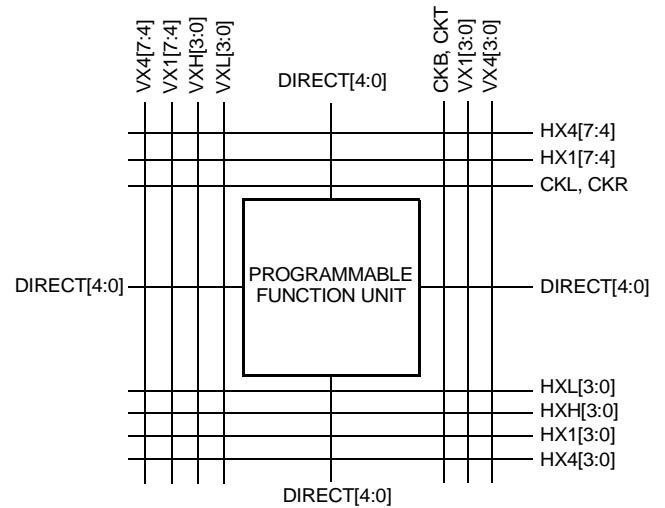 VX4[7:4]
VX1[7:4]
VXH[3:0]
VXL[3:0]
DIRECT[4:0]
CKB, CKT
VX1[3:0]
VX4[3:0]
HX4[7:4]
HX1[7:4]
CKL, CKR
DIRECT[4:0]
PROGRAMMABLE
FUNCTION UNIT
DIRECT[4:0]
HXL[3:0]
HXH[3:0]
HX1[3:0]
HX4[3:0]
DIRECT[4:0]